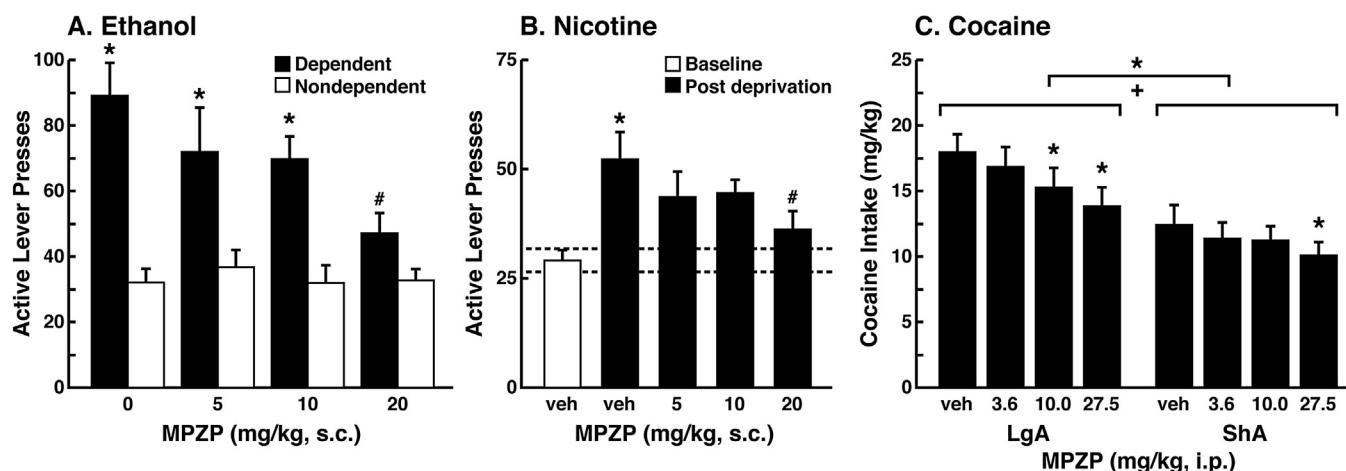 A. Ethanol
100
80
60
40
20
0
Active Lever Presses
Dependent
Nondependent
*
*
*
#
0 5 10 20
MPZP (mg/kg, s.c.)
B. Nicotine
75
50
25
0
Active Lever Presses
Baseline
Post deprivation
*
#
veh veh 5 10 20
MPZP (mg/kg, s.c.)
C. Cocaine
25
20
15
10
5
0
Cocaine Intake (mg/kg)
*
+
*
*
*
veh 3.6 10.0 27.5 veh 3.6 10.0 27.5
LgA ShA
MPZP (mg/kg, i.p.)